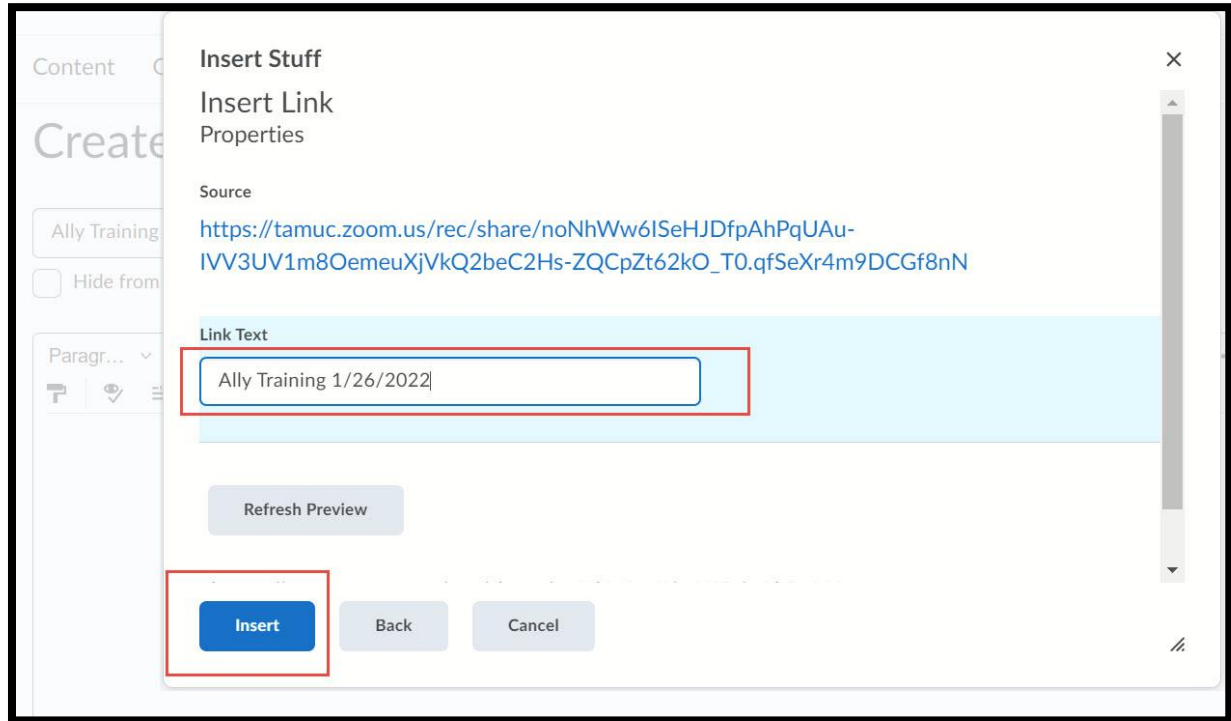 Insert Stuff
Content
Insert Link
Create
Properties
Source
https://tamuc.zoom.us/rec/share/noNhWw6ISeHJDfpAhPqUAu-
IVV3UV1m8OemeuXjVkQ2beC2Hs-ZQCpZt62kO_T0.qfSeXr4m9DCGf8nN
Ally Training
Hide from
Link Text
Paragr...
Ally Training 1/26/2022
Refresh Preview
Insert Back Cancel